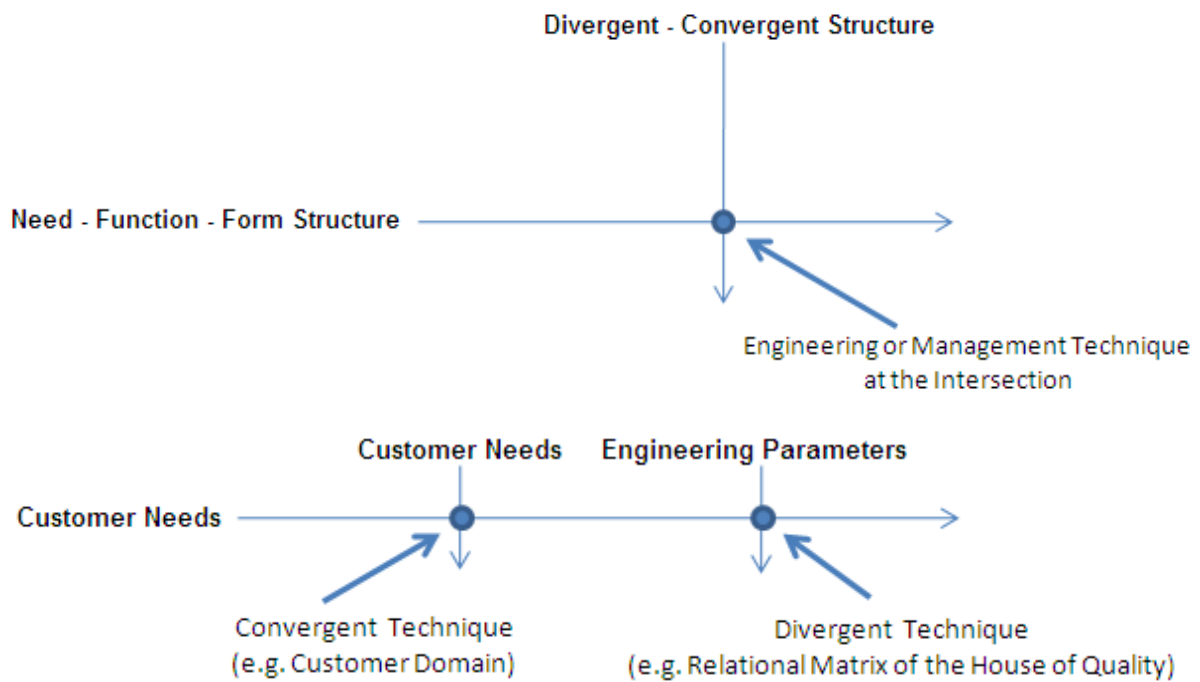 Divergent - Convergent Structure
Need - Function - Form Structure
Engineering or Management Technique
at the Intersection
Customer Needs
Engineering Parameters
Customer Needs
Convergent Technique
(e.g. Customer Domain)
Divergent Technique
(e.g. Relational Matrix of the House of Quality)